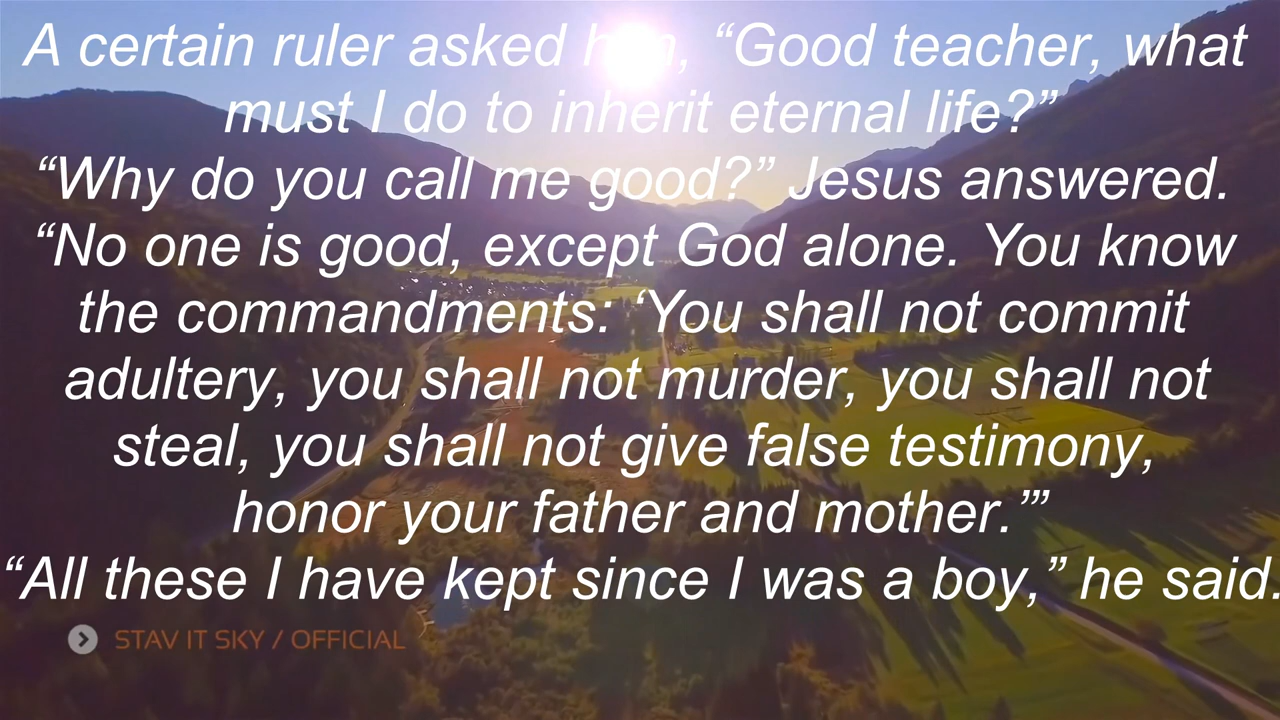 A certain ruler asked him, “Good teacher, what
must I do to inherit eternal life?”
“Why do you call me good?” Jesus answered.
“No one is good, except God alone. You know
the commandments: ‘You shall not commit
adultery, you shall not murder, you shall not
steal, you shall not give false testimony,
honor your father and mother.’”
“All these I have kept since I was a boy,” he said.
STAV IT SKY / OFFICIAL